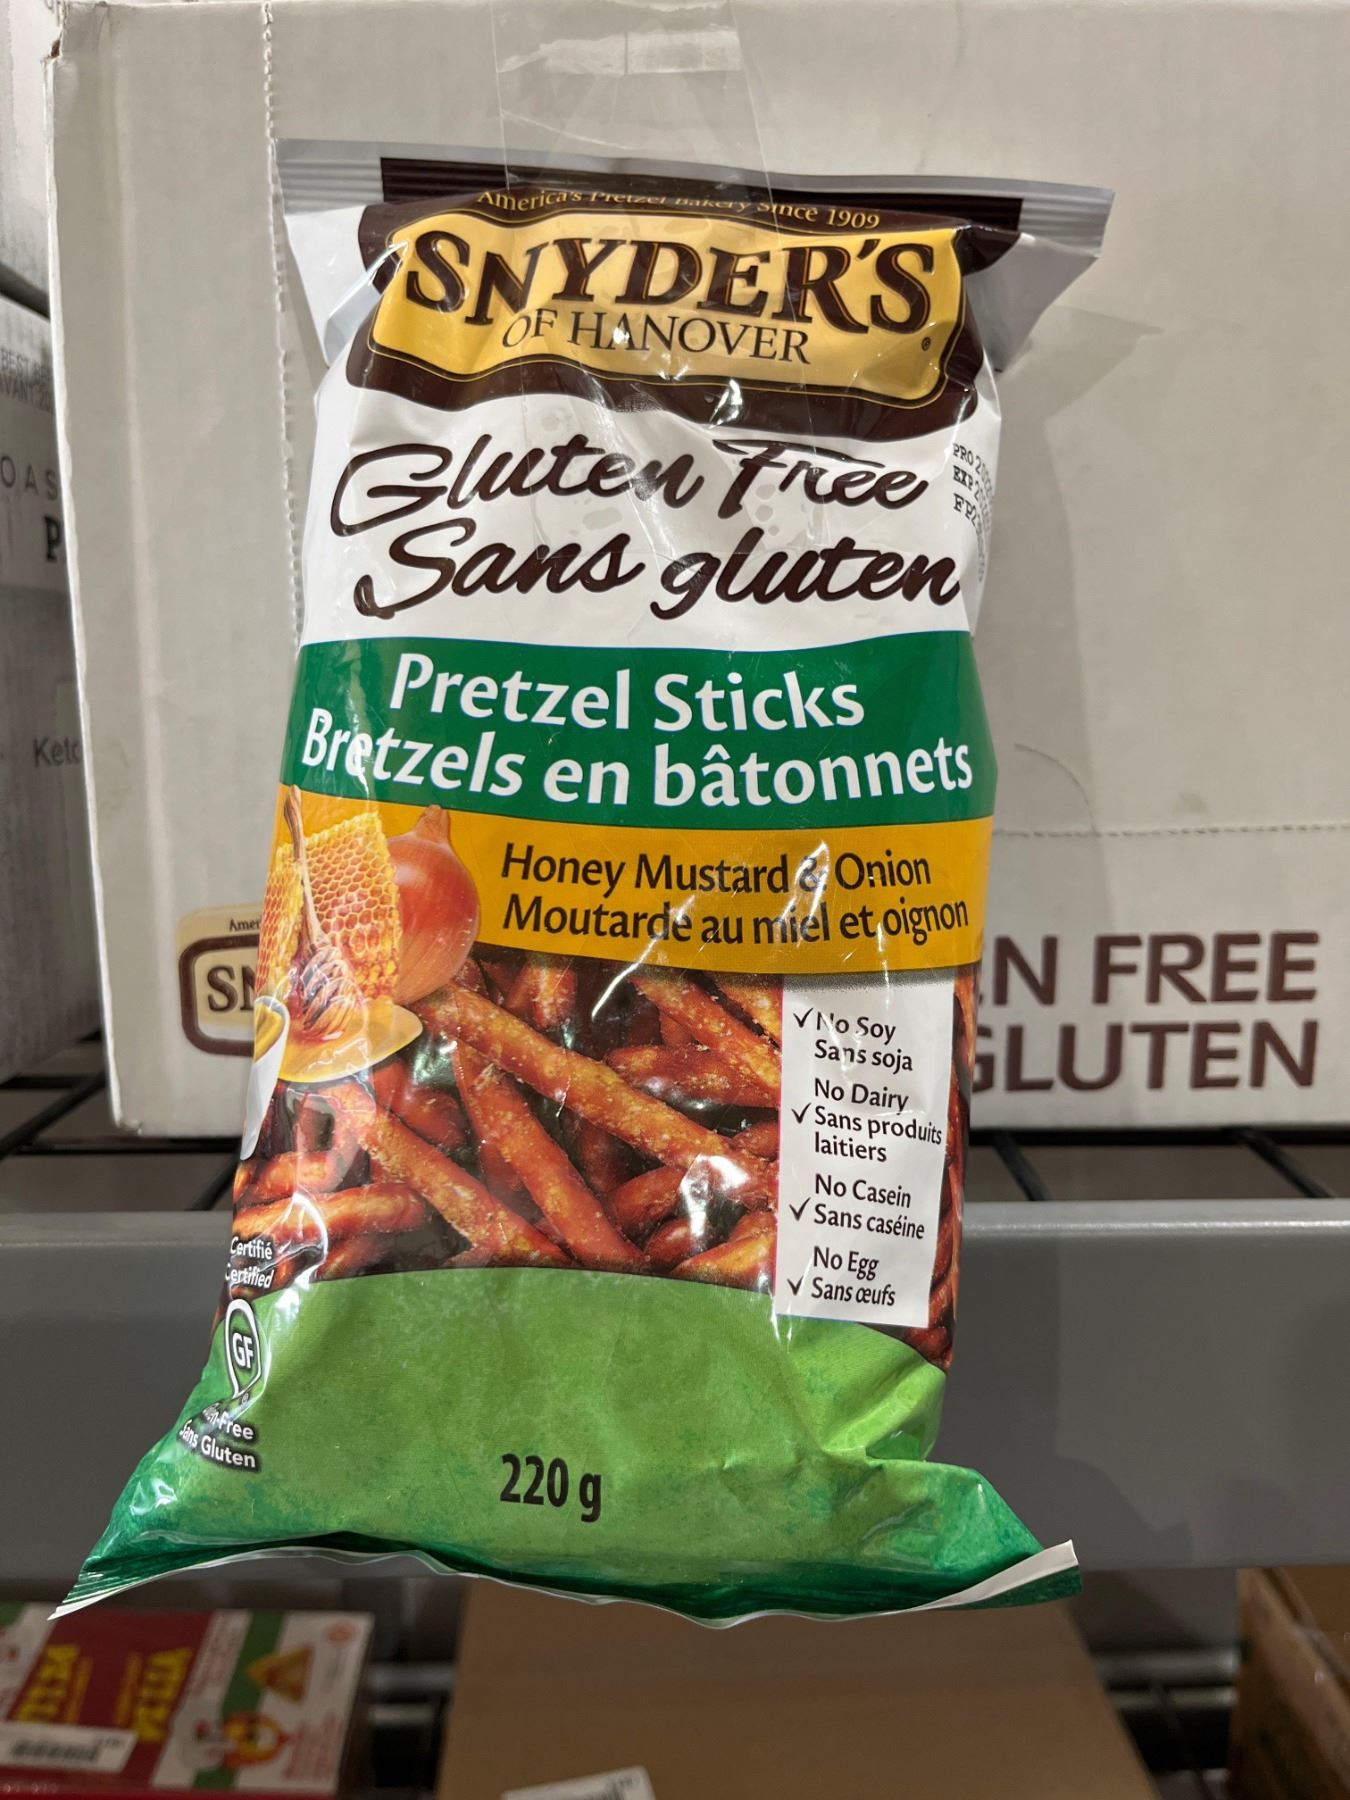 America's Pretzel Bakery Since 1909
SNYDER'S
OF HANOVER
Gluten Free
Sans gluten
PRO
EXP
Pretzel Sticks
Bretzels en bâtonnets
Honey Mustard & Onion
Moutarde au miel et oignon
✓ No Soy
Sans soja
No Dairy
✓ Sans produits
laitiers
No Casein
✓ Sans caséine
No Egg
✓ Sans œufs
Certifié
Certified
GF
Sans Gluten
220 g
N FREE
GLUTEN